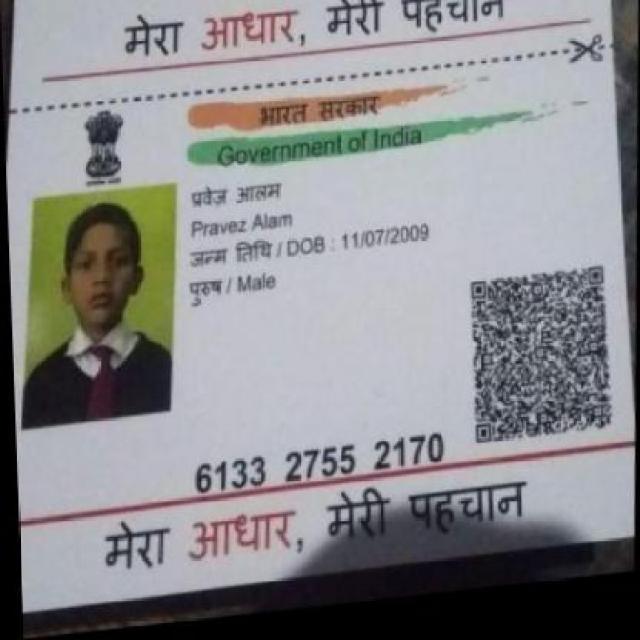 मेरा आधार, मेरी पहचान
भारत सरकार
Government of India
प्रवेज आलम
Pravez Alam
जन्म तिथि / DOB : 11/07/2009
पुरुष / Male
6133 2755 2170
मेरा आधार, मेरी पहचान